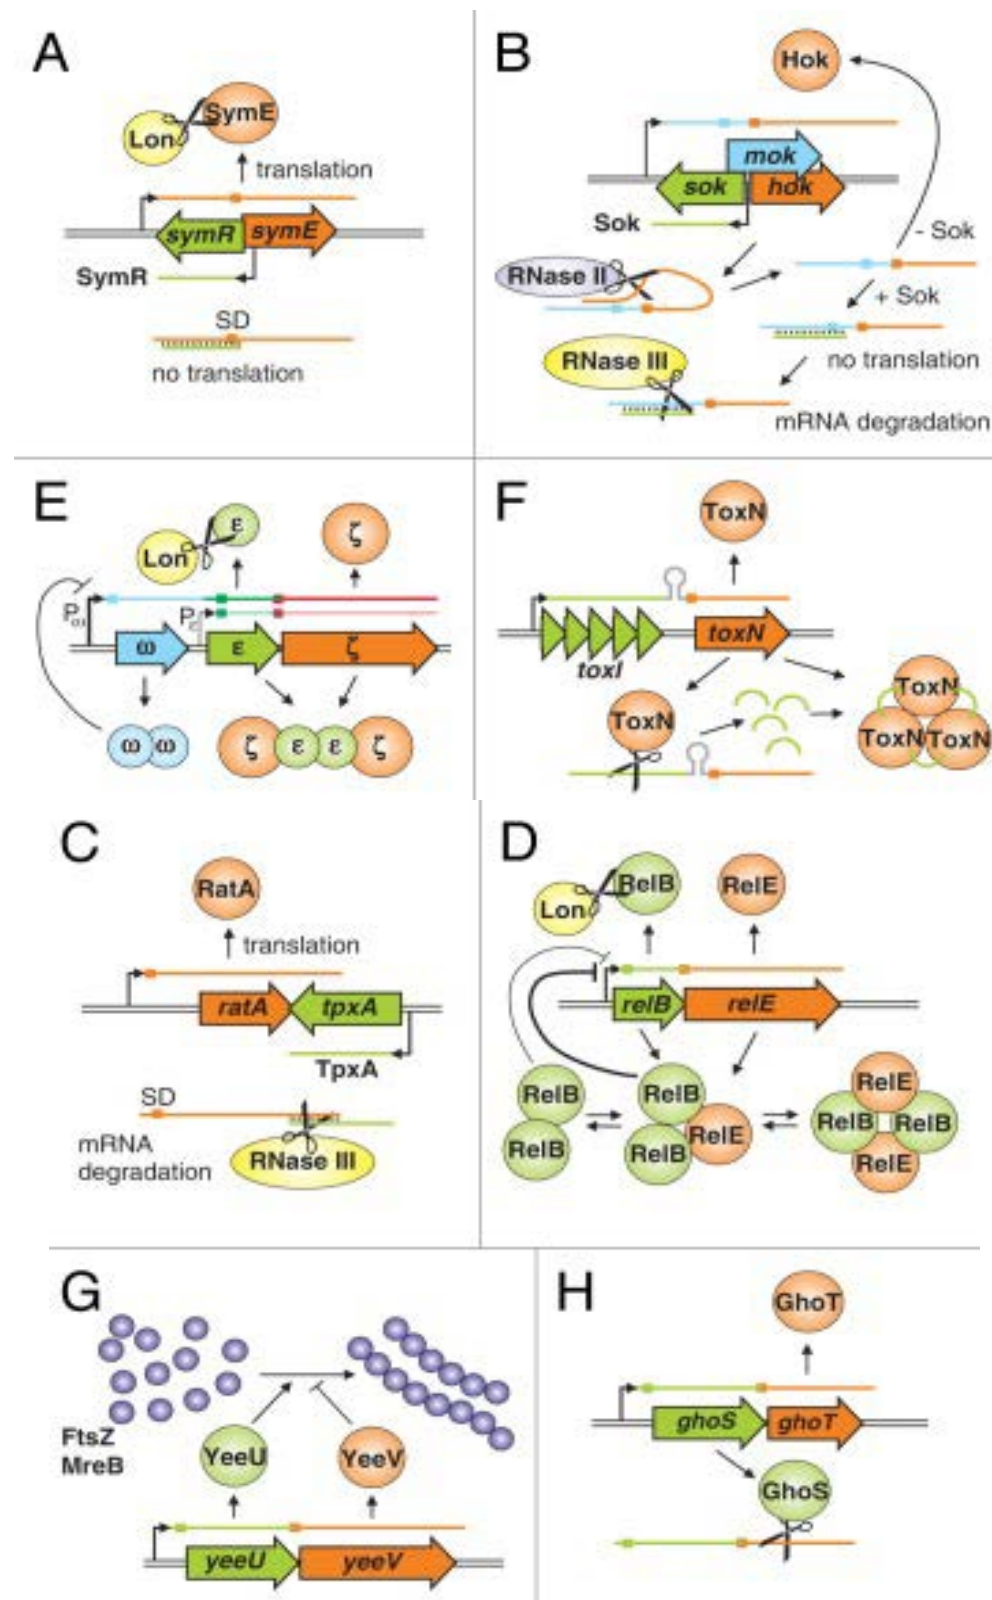 A
SymE
Lon
translation
symR symE
SymR
SD
no translation
B
Hok
mok
sok hok
Sok
- Sok
RNase II
+ Sok
RNase III
no translation
mRNA degradation
E
ε ζ
Lon
ω ε ζ
ω ω ζ ε ε ζ
F
ToxN
toxN
toxI
ToxN
ToxN
ToxN ToxN
C
RatA
translation
ratA tpxA
TpxA
SD
mRNA
degradation
RNase III
D
RelB RelE
Lon
relB relE
RelB RelB RelE
RelE RelB RelB
RelB RelB RelE
G
FtsZ
MreB
YeeU YeeV
yeeU yeeV
H
GhoT
ghoS ghoT
GhoS